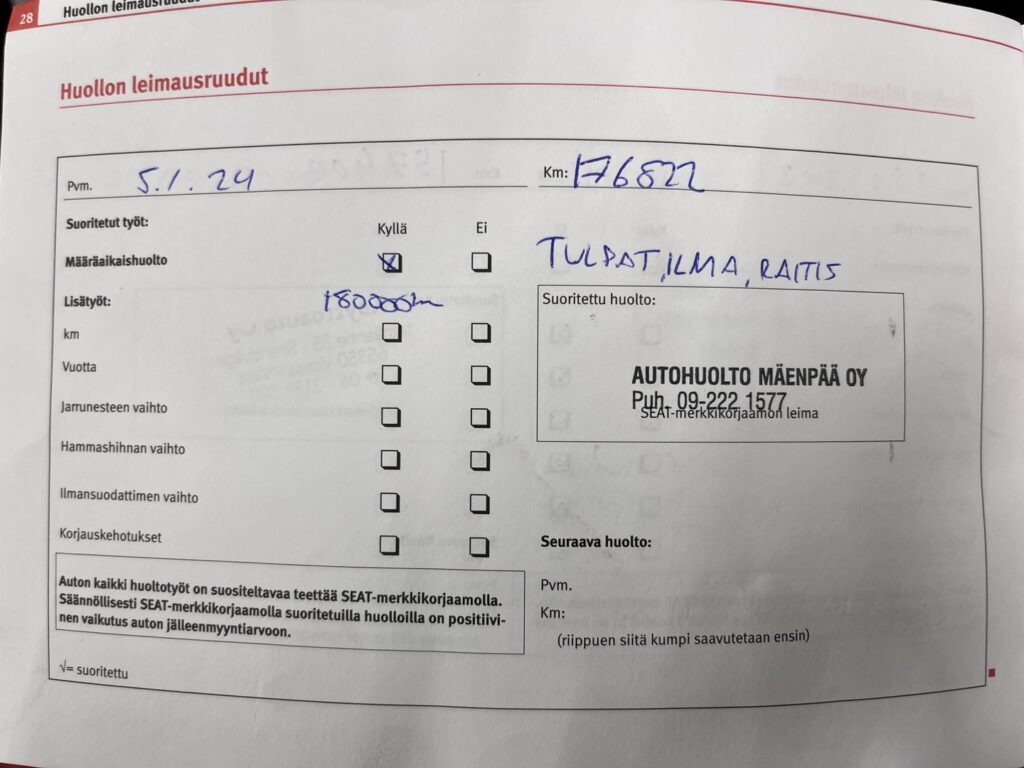 28 Huollon leimausruudut
Huollon leimausruudut
Pvm. 5.1.24
Km: 176822
Suoritetut työt:
Kyllä Ei
Määräaikaishuolto
TULPAT, ILMA, RAITIS
Lisätyöt: 180000km
Suoritettu huolto:
km
Vuotta
AUTOHUOLTO MÄENPÄÄ OY
Puh. 09-222 1577
SEAT-merkkikorjaamon leima
Jarrunesteen vaihto
Hammashihnan vaihto
Ilmansuodattimen vaihto
Korjauskehotukset
Seuraava huolto:
Pvm.
Km:
(riippuen siitä kumpi saavutetaan ensin)
Auton kaikki huoltotyöt on suositeltavaa teettää SEAT-merkkikorjaamolla.
Säännöllisesti SEAT-merkkikorjaamolla suoritetuilla huolloilla on positiivi-
nen vaikutus auton jälleenmyyntiarvoon.
√= suoritettu